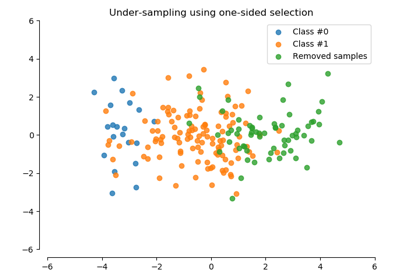 Under-sampling using one-sided selection
Class #0
Class #1
Removed samples
6
4
2
0
−2
−4
−6
−6 −4 −2 0 2 4 6